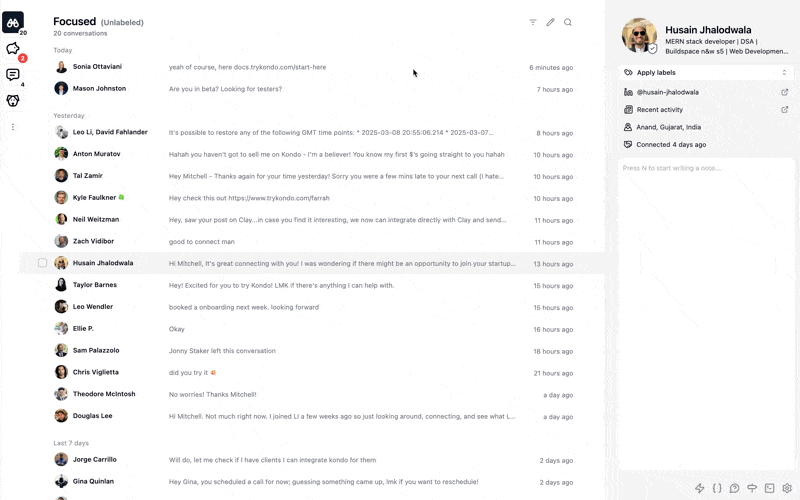 20
2
4
Focused (Unlabeled)
20 conversations
Today
Sonia Ottaviani yeah of course, here docs.trykondo.com/start-here 6 minutes ago
Mason Johnston Are you in beta? Looking for testers? 7 hours ago
Yesterday
Leo Li, David Fahlander It's possible to restore any of the following GMT time points: * 2025-03-08 20:55:06.214 * 2025-03-07... 8 hours ago
Anton Muratov Hahah you haven't got to sell me on Kondo - I'm a believer! You know my first $'s going straight to you hahah 10 hours ago
Tal Zamir Hey Mitchell - Thanks again for your time yesterday! Sorry you were a few mins late to your next call (I hate... 10 hours ago
Kyle Faulkner Hey check this out https://www.trykondo.com/farrah 10 hours ago
Neil Weitzman Hey, saw your post on Clay...in case you find it interesting, we now can integrate directly with Clay and send... 11 hours ago
Zach Vidibor good to connect man 11 hours ago
Husain Jhalodwala Hi Mitchell, It's great connecting with you! I was wondering if there might be an opportunity to join your startup... 13 hours ago
Taylor Barnes Hey! Excited for you to try Kondo! LMK if there's anything I can help with. 15 hours ago
Leo Wendler booked a onboarding next week. looking forward 15 hours ago
Ellie P. Okay 16 hours ago
Sam Palazzolo Jonny Staker left this conversation 18 hours ago
Chris Viglietta did you try it 21 hours ago
Theodore McIntosh No worries! Thanks Mitchell! a day ago
Douglas Lee Hi Mitchell. Not much right now. I joined LI a few weeks ago so just looking around, connecting, and see what L... a day ago
Last 7 days
Jorge Carrillo Will do, let me check if I have clients I can integrate kondo for them 2 days ago
Gina Quinlan Hey Gina, you scheduled a call for now; guessing something came up, lmk if you want to reschedule! 2 days ago
Husain Jhalodwala
MERN stack developer | DSA |
Buildspace n&w s5 | Web Developmen...
Apply labels
@husain-jhalodwala
Recent activity
Anand, Gujarat, India
Connected 4 days ago
Press N to start writing a note...